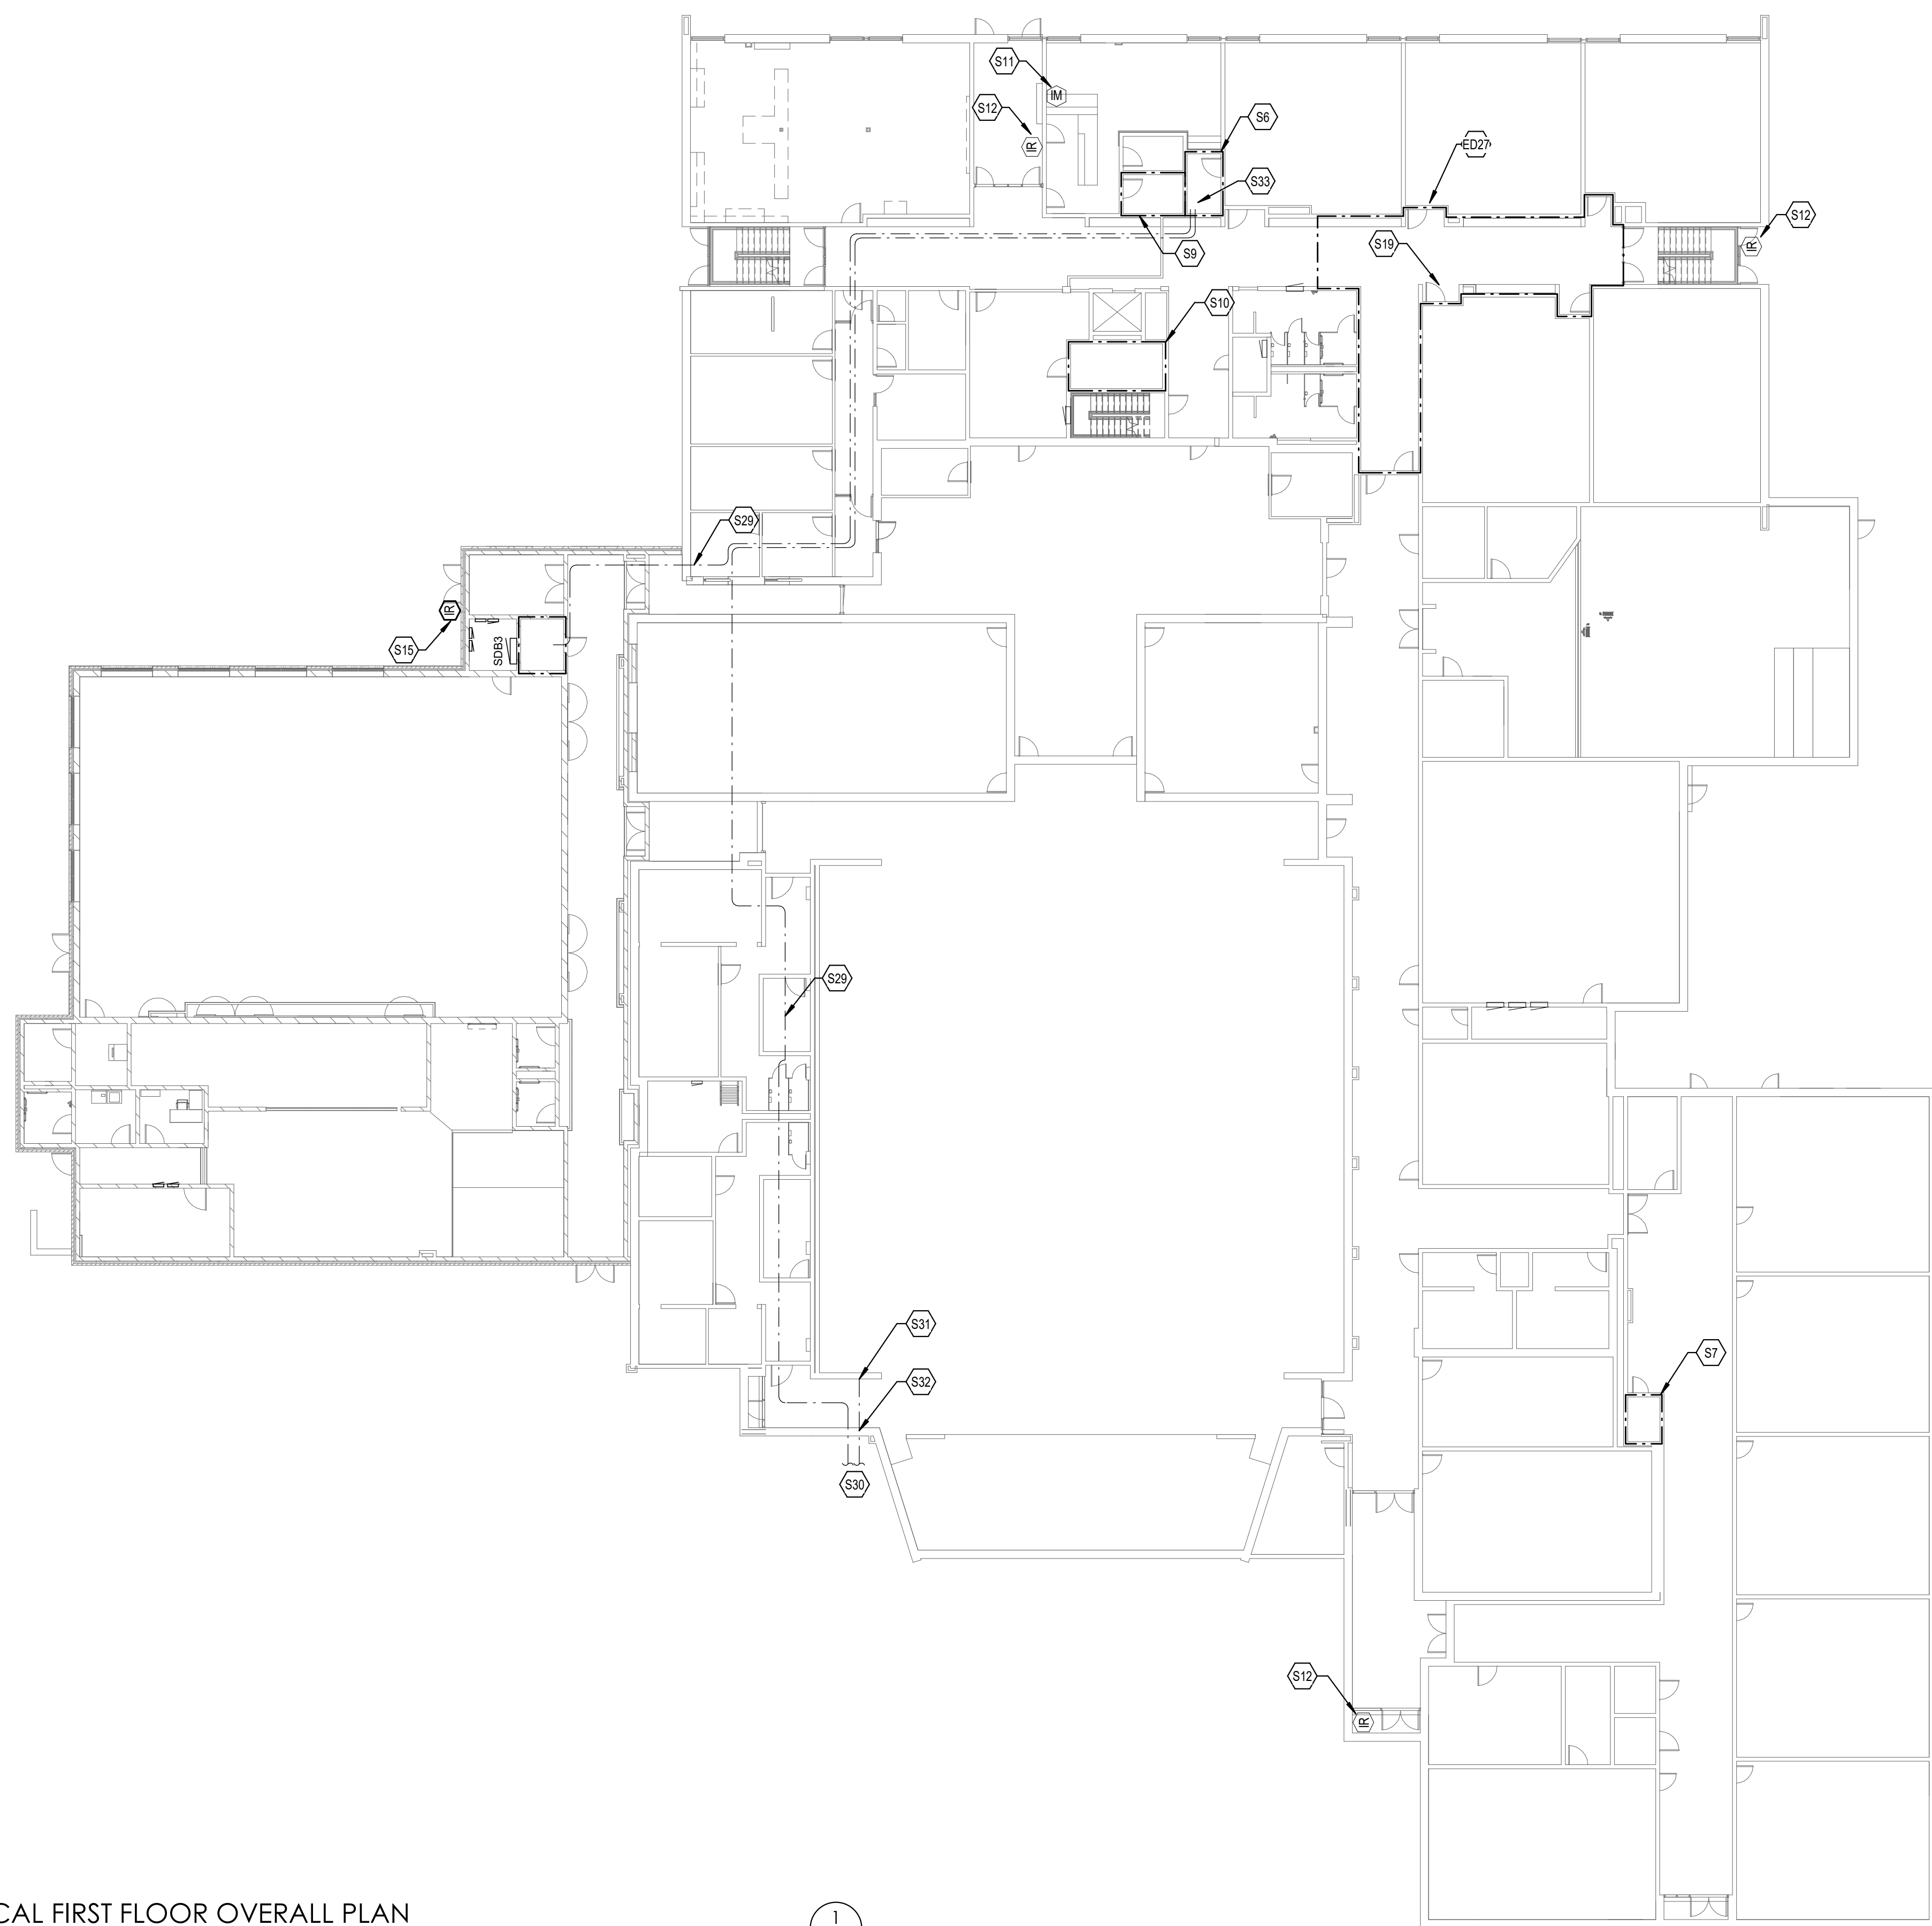 S11
IM
S12
IR
S6
ED27
S33
S12
IR
S19
S9
S10
S29
IR
S15
SDB3
S29
S31
S7
S32
S30
S12
IR
CAL FIRST FLOOR OVERALL PLAN
1